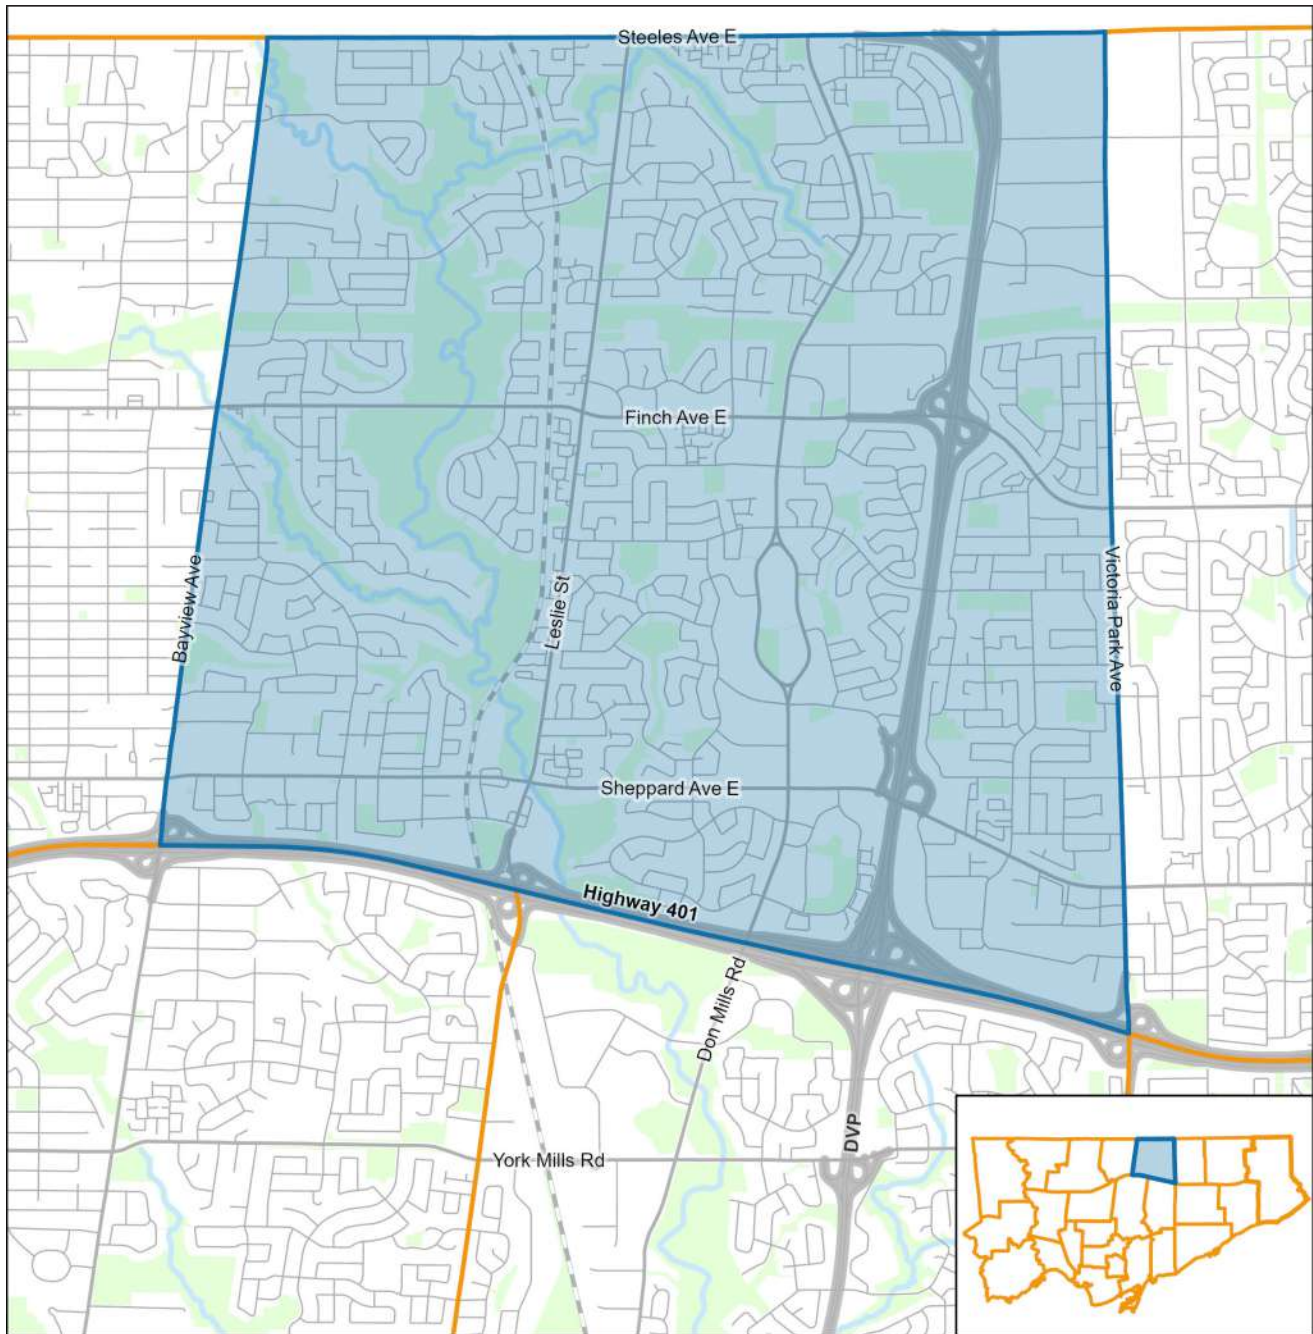 Steeles Ave E
Finch Ave E
Bayview Ave
Leslie St
Victoria Park Ave
Sheppard Ave E
Highway 401
Don Mills Rd
DVP
York Mills Rd